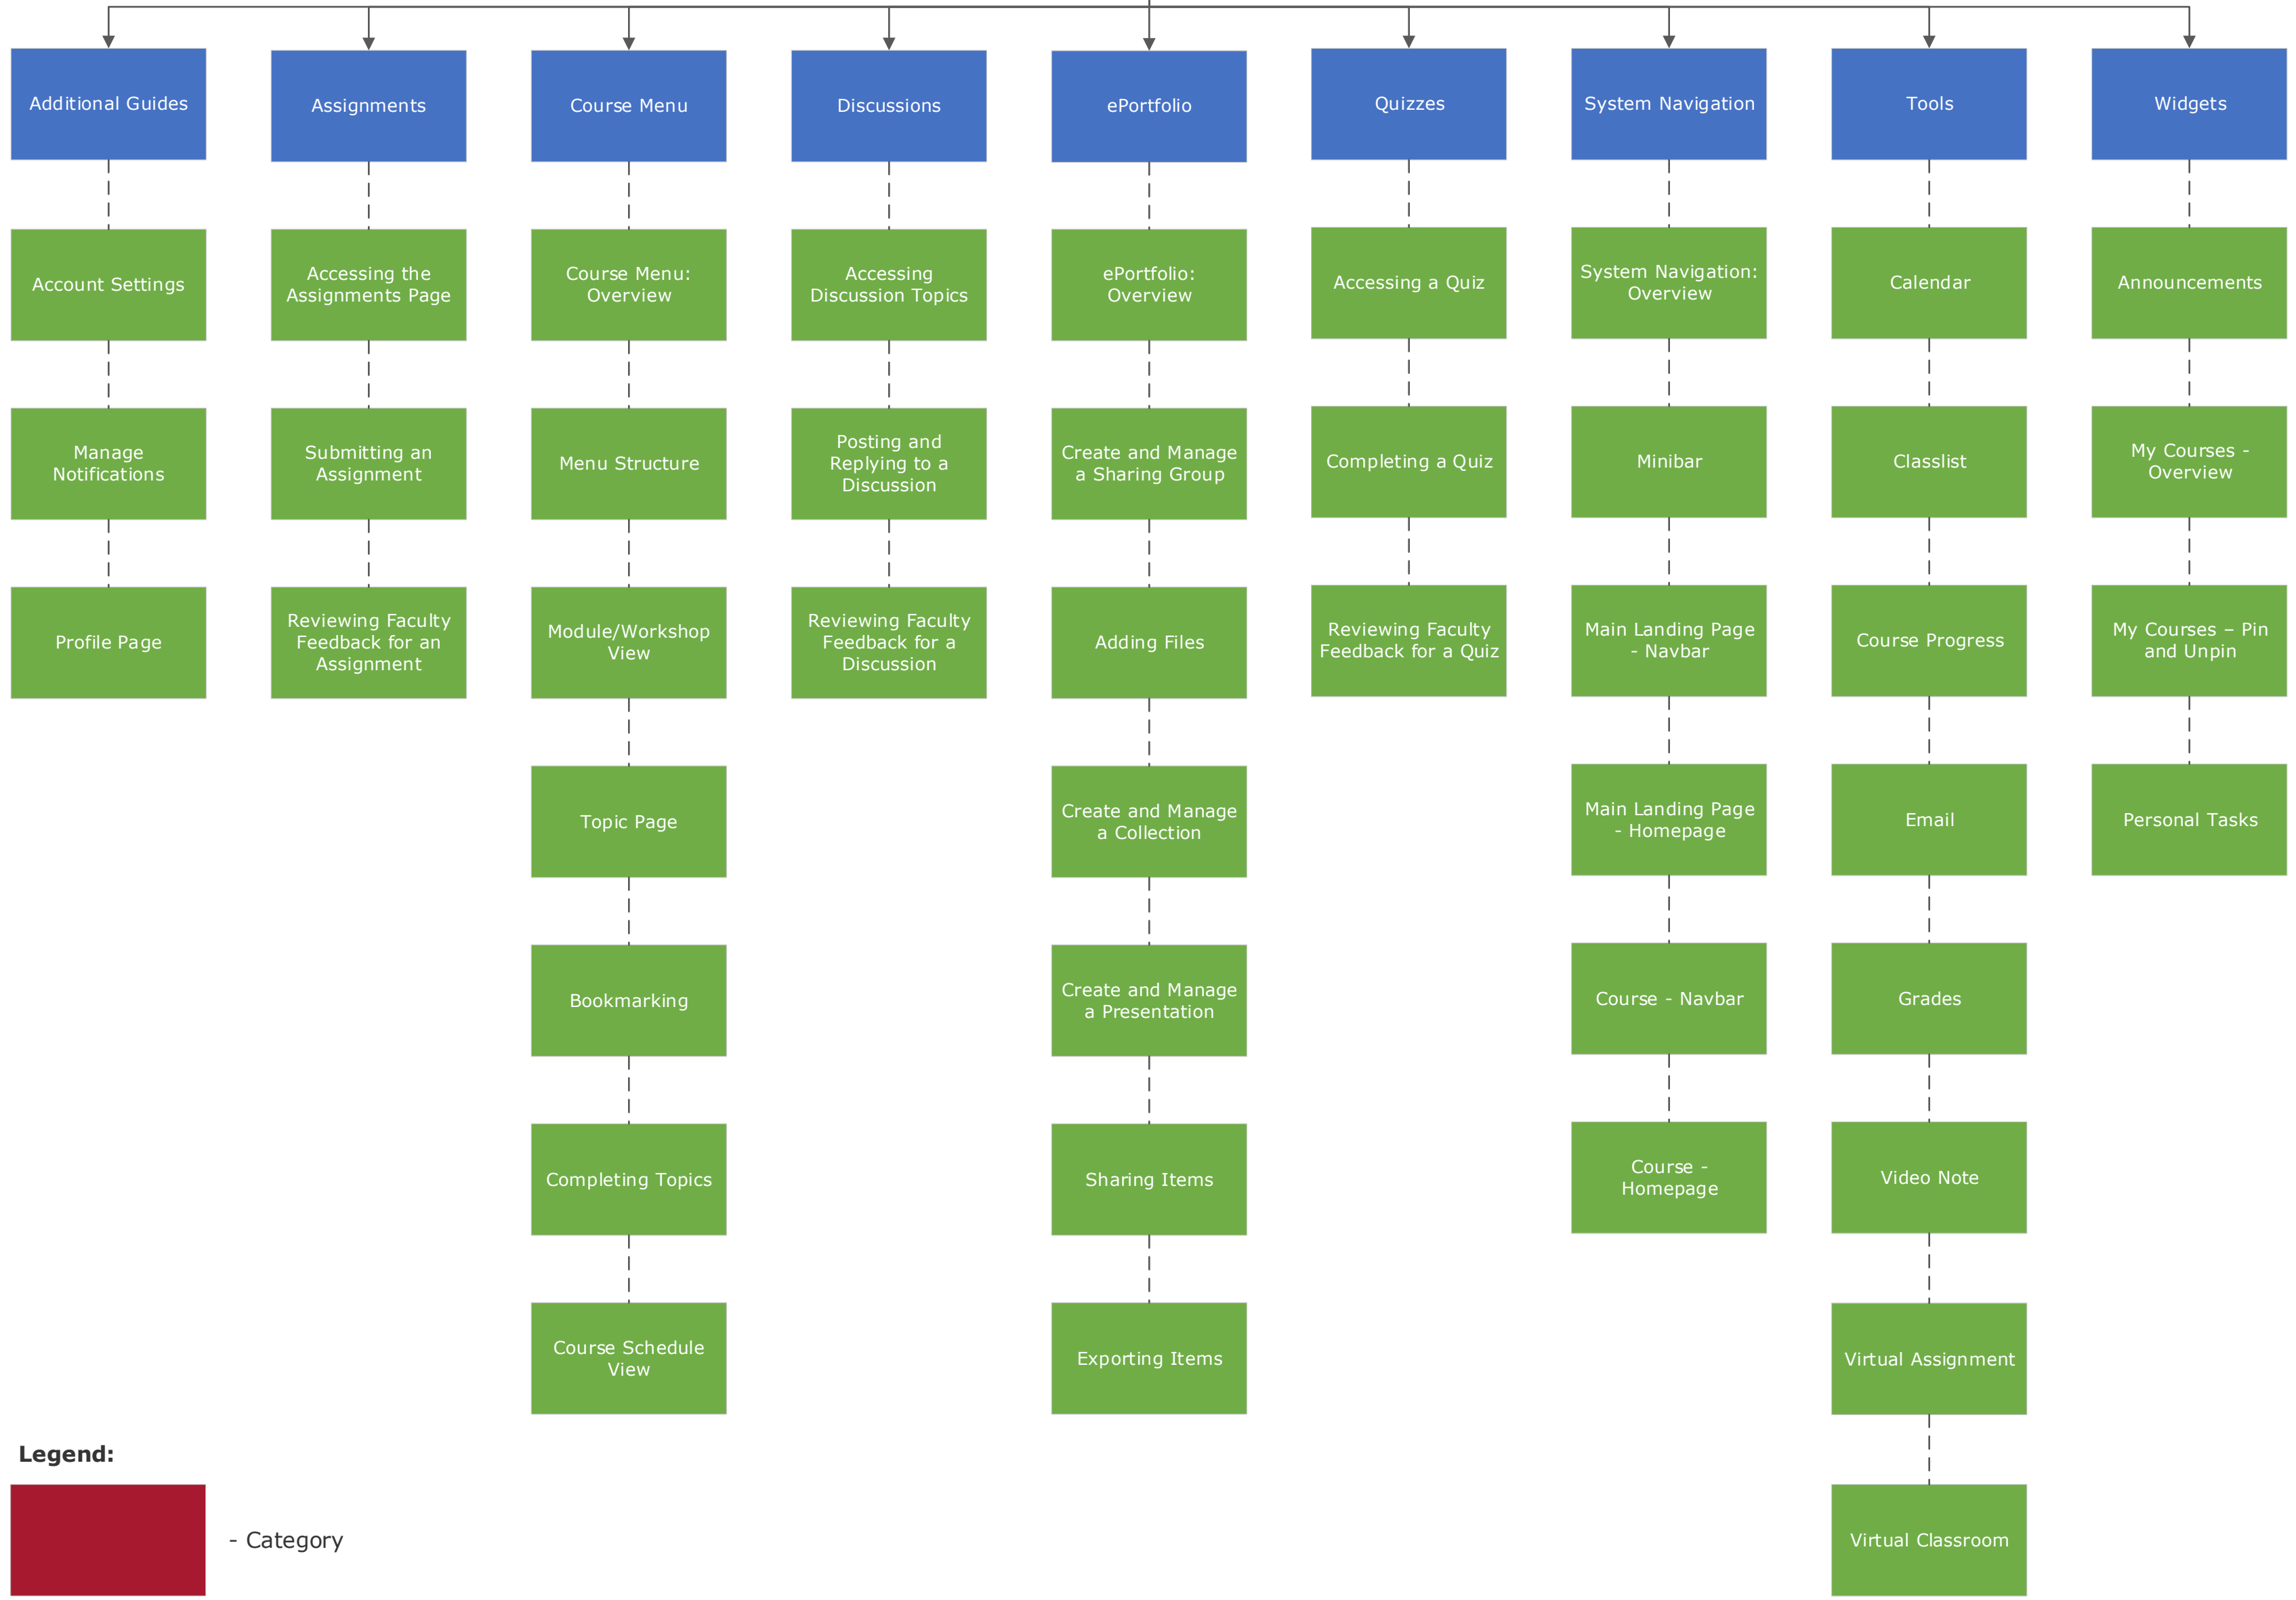 Additional Guides
Assignments
Course Menu
Discussions
ePortfolio
Quizzes
System Navigation
Tools
Widgets
Account Settings
Manage
Notifications
Profile Page
Accessing the
Assignments Page
Submitting an
Assignment
Reviewing Faculty
Feedback for an
Assignment
Course Menu:
Overview
Menu Structure
Module/Workshop
View
Topic Page
Bookmarking
Completing Topics
Course Schedule
View
Accessing
Discussion Topics
Posting and
Replying to a
Discussion
Reviewing Faculty
Feedback for a
Discussion
ePortfolio:
Overview
Create and Manage
a Sharing Group
Adding Files
Create and Manage
a Collection
Create and Manage
a Presentation
Sharing Items
Exporting Items
Accessing a Quiz
Completing a Quiz
Reviewing Faculty
Feedback for a Quiz
System Navigation:
Overview
Minibar
Main Landing Page
- Navbar
Main Landing Page
- Homepage
Course - Navbar
Course -
Homepage
Calendar
Classlist
Course Progress
Email
Grades
Video Note
Virtual Assignment
Virtual Classroom
Announcements
My Courses -
Overview
My Courses – Pin
and Unpin
Personal Tasks
Legend:
- Category